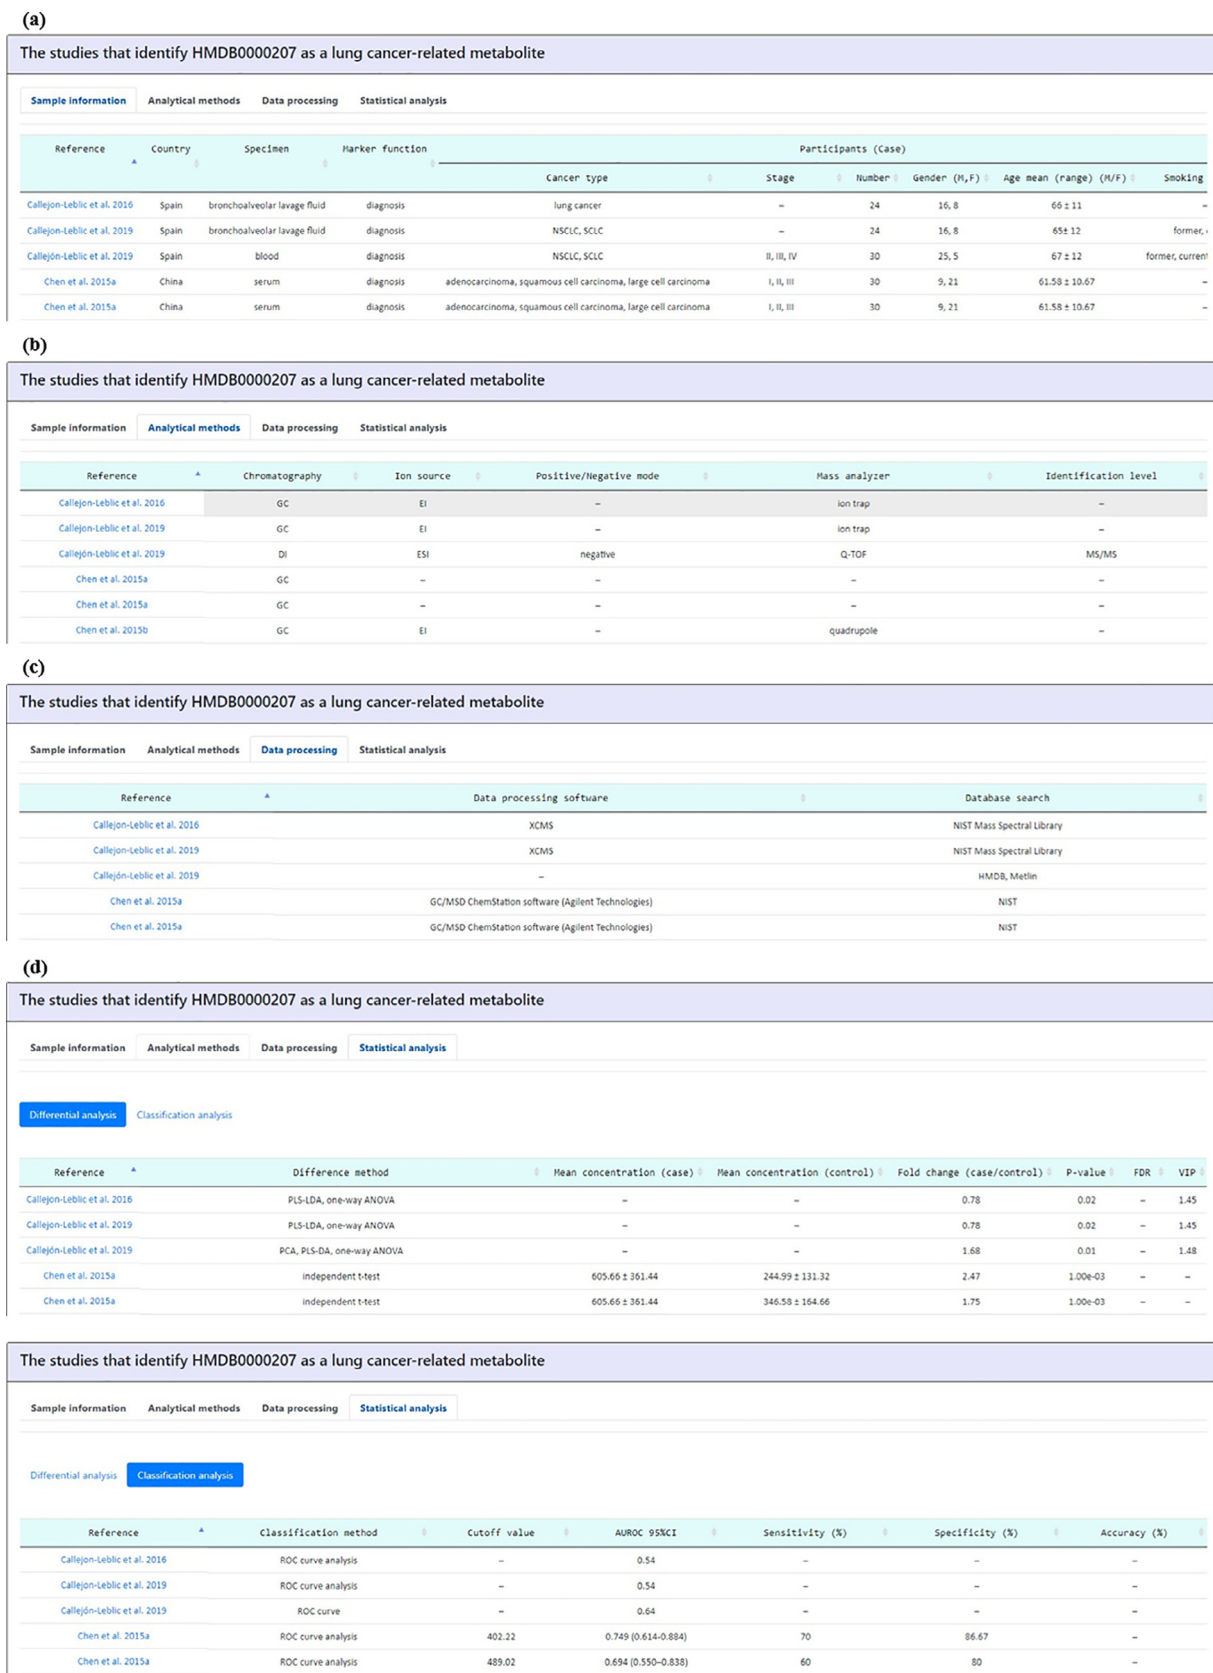 (a)
The studies that identify HMDB0000207 as a lung cancer-related metabolite
Sample information Analytical methods Data processing Statistical analysis
Reference Country Specimen Marker function Participants (Case)
Cancer type Stage Number Gender (M,F) Age mean (range) (M/F) Smoking
Callejon-Leblic et al. 2016 Spain bronchoalveolar lavage fluid diagnosis lung cancer – 24 16, 8 66 ± 11 –
Callejon-Leblic et al. 2019 Spain bronchoalveolar lavage fluid diagnosis NSCLC, SCLC – 24 16, 8 65± 12 former,
Callejón-Leblic et al. 2019 Spain blood diagnosis NSCLC, SCLC II, III, IV 30 25, 5 67 ± 12 former, current
Chen et al. 2015a China serum diagnosis adenocarcinoma, squamous cell carcinoma, large cell carcinoma I, II, III 30 9, 21 61.58 ± 10.67 –
Chen et al. 2015a China serum diagnosis adenocarcinoma, squamous cell carcinoma, large cell carcinoma I, II, III 30 9, 21 61.58 ± 10.67 –
(b)
The studies that identify HMDB0000207 as a lung cancer-related metabolite
Sample information Analytical methods Data processing Statistical analysis
Reference Chromatography Ion source Positive/Negative mode Mass analyzer Identification level
Callejon-Leblic et al. 2016 GC EI – ion trap –
Callejon-Leblic et al. 2019 GC EI – ion trap –
Callejón-Leblic et al. 2019 DI ESI negative Q-TOF MS/MS
Chen et al. 2015a GC – – – –
Chen et al. 2015a GC – – – –
Chen et al. 2015b GC EI – quadrupole –
(c)
The studies that identify HMDB0000207 as a lung cancer-related metabolite
Sample information Analytical methods Data processing Statistical analysis
Reference Data processing software Database search
Callejon-Leblic et al. 2016 XCMS NIST Mass Spectral Library
Callejon-Leblic et al. 2019 XCMS NIST Mass Spectral Library
Callejón-Leblic et al. 2019 – HMDB, Metlin
Chen et al. 2015a GC/MSD ChemStation software (Agilent Technologies) NIST
Chen et al. 2015a GC/MSD ChemStation software (Agilent Technologies) NIST
(d)
The studies that identify HMDB0000207 as a lung cancer-related metabolite
Sample information Analytical methods Data processing Statistical analysis
Differential analysis Classification analysis
Reference Difference method Mean concentration (case) Mean concentration (control) Fold change (case/control) P-value FDR VIP
Callejon-Leblic et al. 2016 PLS-LDA, one-way ANOVA – – 0.78 0.02 – 1.45
Callejon-Leblic et al. 2019 PLS-LDA, one-way ANOVA – – 0.78 0.02 – 1.45
Callejón-Leblic et al. 2019 PCA, PLS-DA, one-way ANOVA – – 1.68 0.01 – 1.48
Chen et al. 2015a independent t-test 605.66 ± 361.44 244.99 ± 131.32 2.47 1.00e-03 – –
Chen et al. 2015a independent t-test 605.66 ± 361.44 346.58 ± 164.66 1.75 1.00e-03 – –
The studies that identify HMDB0000207 as a lung cancer-related metabolite
Sample information Analytical methods Data processing Statistical analysis
Differential analysis Classification analysis
Reference Classification method Cutoff value AUROC 95%CI Sensitivity (%) Specificity (%) Accuracy (%)
Callejon-Leblic et al. 2016 ROC curve analysis – 0.54 – – –
Callejon-Leblic et al. 2019 ROC curve analysis – 0.54 – – –
Callejón-Leblic et al. 2019 ROC curve – 0.64 – – –
Chen et al. 2015a ROC curve analysis 402.22 0.749 (0.614-0.884) 70 86.67 –
Chen et al. 2015a ROC curve analysis 489.02 0.694 (0.550–0.838) 60 80 –